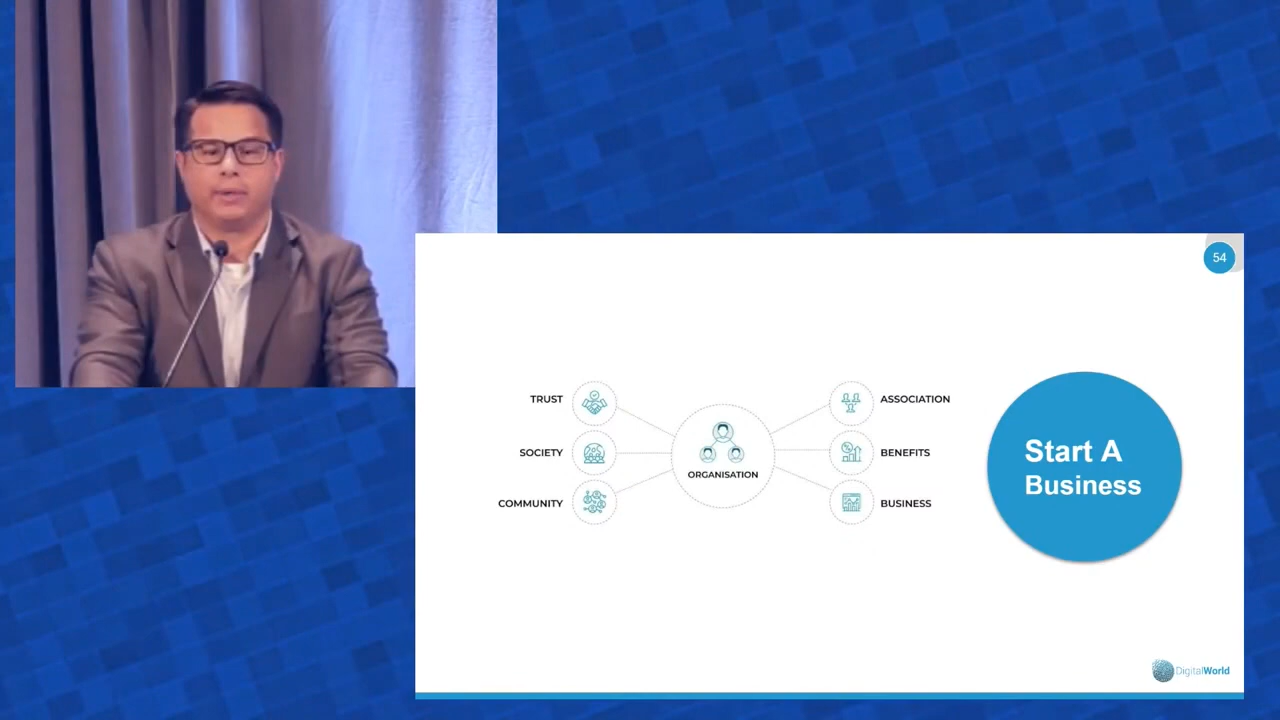 54
TRUST
SOCIETY
COMMUNITY
ORGANISATION
ASSOCIATION
BENEFITS
BUSINESS
Start A
Business
DigitalWorld